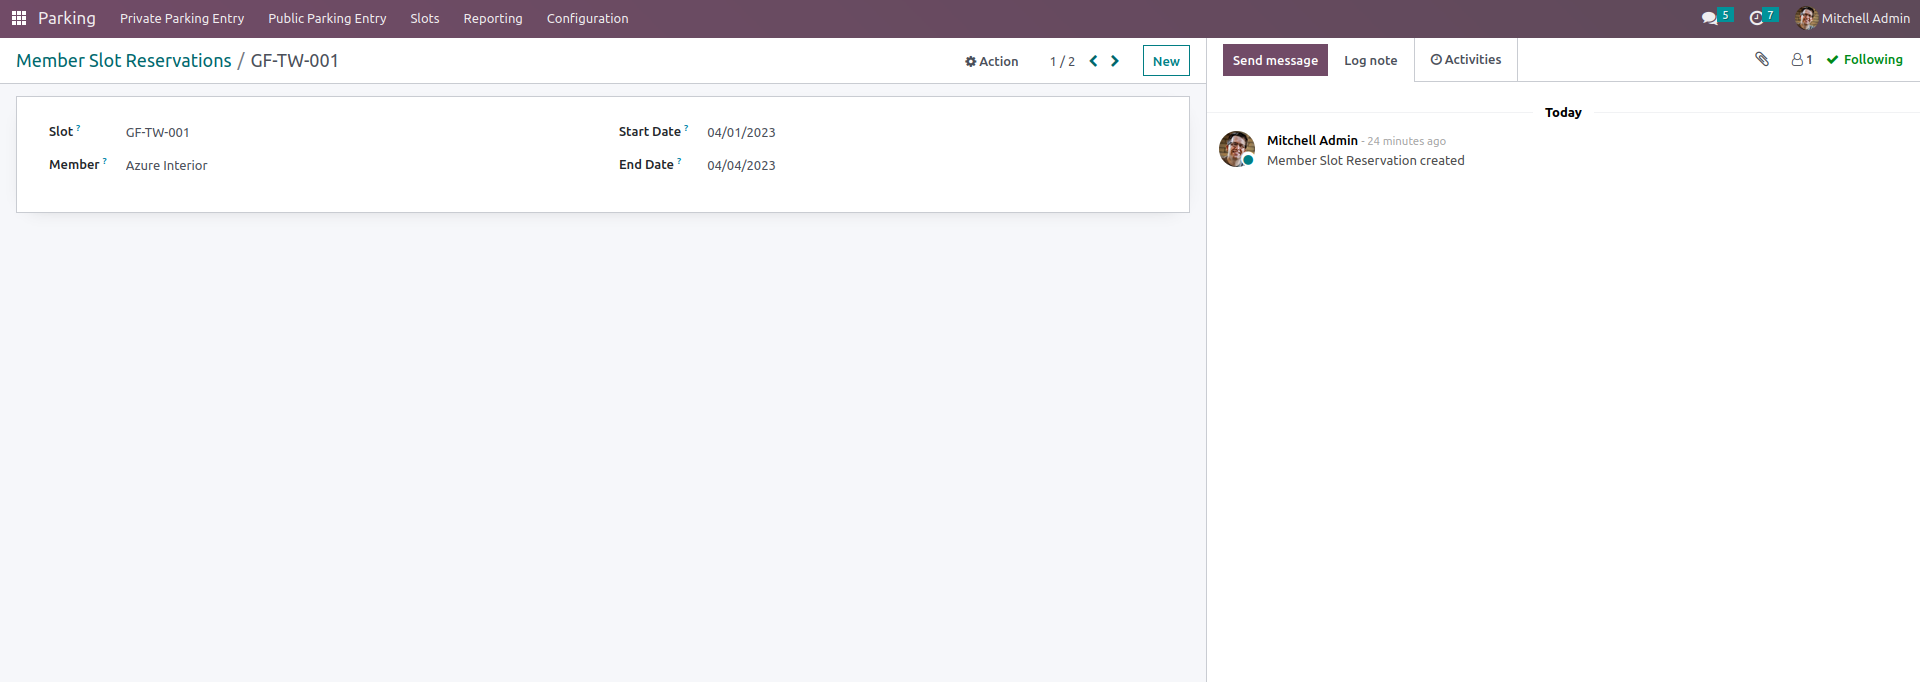 Parking Private Parking Entry Public Parking Entry Slots Reporting Configuration 5 7 Mitchell Admin
Member Slot Reservations / GF-TW-001 Action 1 / 2 New Send message Log note Activities 1 Following
Slot ? GF-TW-001 Start Date ? 04/01/2023
Member ? Azure Interior End Date ? 04/04/2023
Today
Mitchell Admin - 24 minutes ago
Member Slot Reservation created